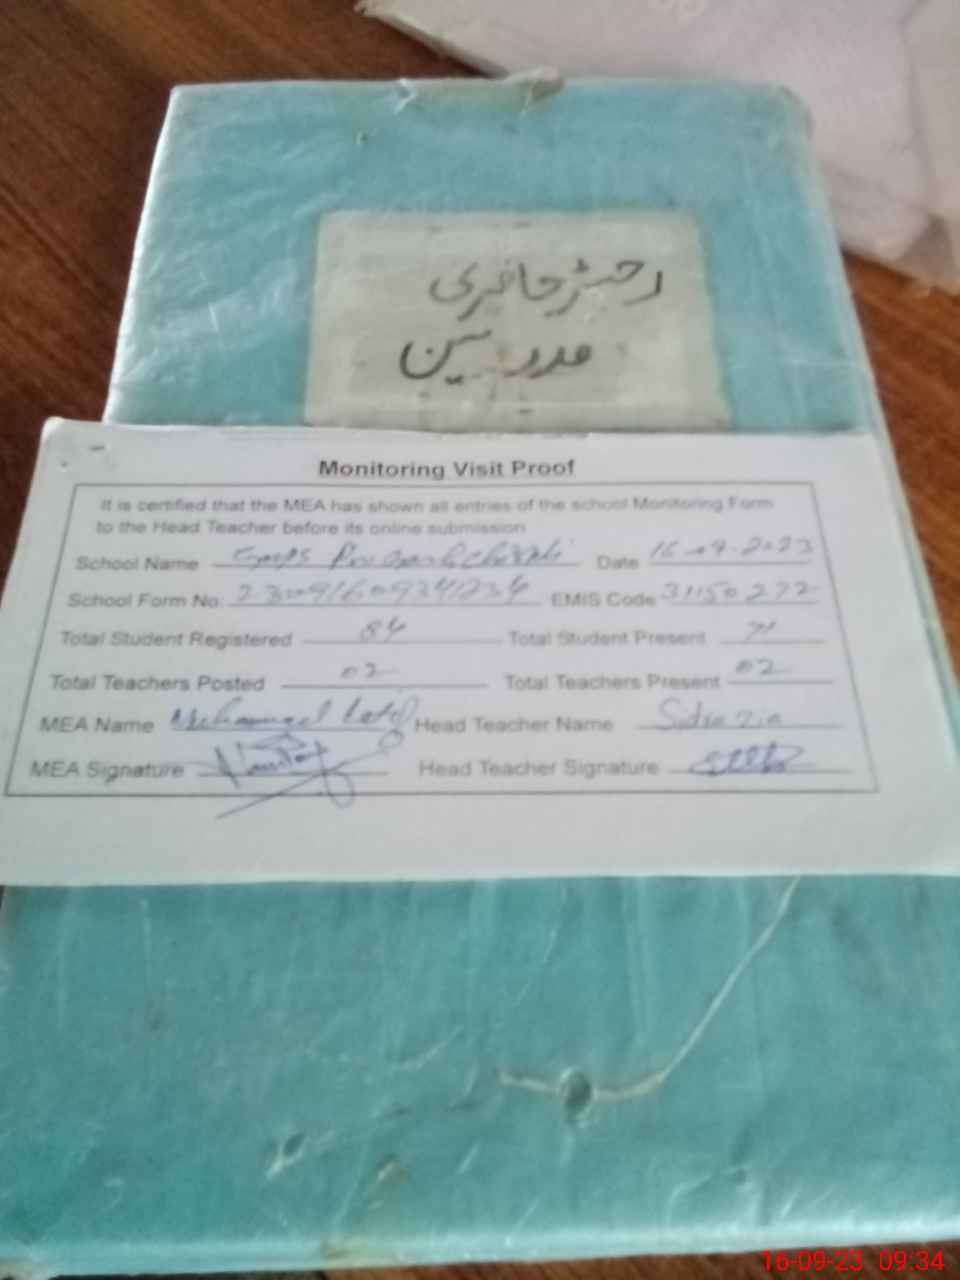 رجسٹر حاضری
مدرسین
Monitoring Visit Proof
It is certified that the MEA has shown all entries of the school Monitoring Form
to the Head Teacher before its online submission
School Name Date 16-09-2023
School Form No: 23091609341234 EMIS Code 31150272
Total Student Registered 84 Total Student Present 71
Total Teachers Posted 02 Total Teachers Present 02
MEA Name Muhammad Latif Head Teacher Name Sidra Zia
MEA Signature Head Teacher Signature
16-09-23 09:34